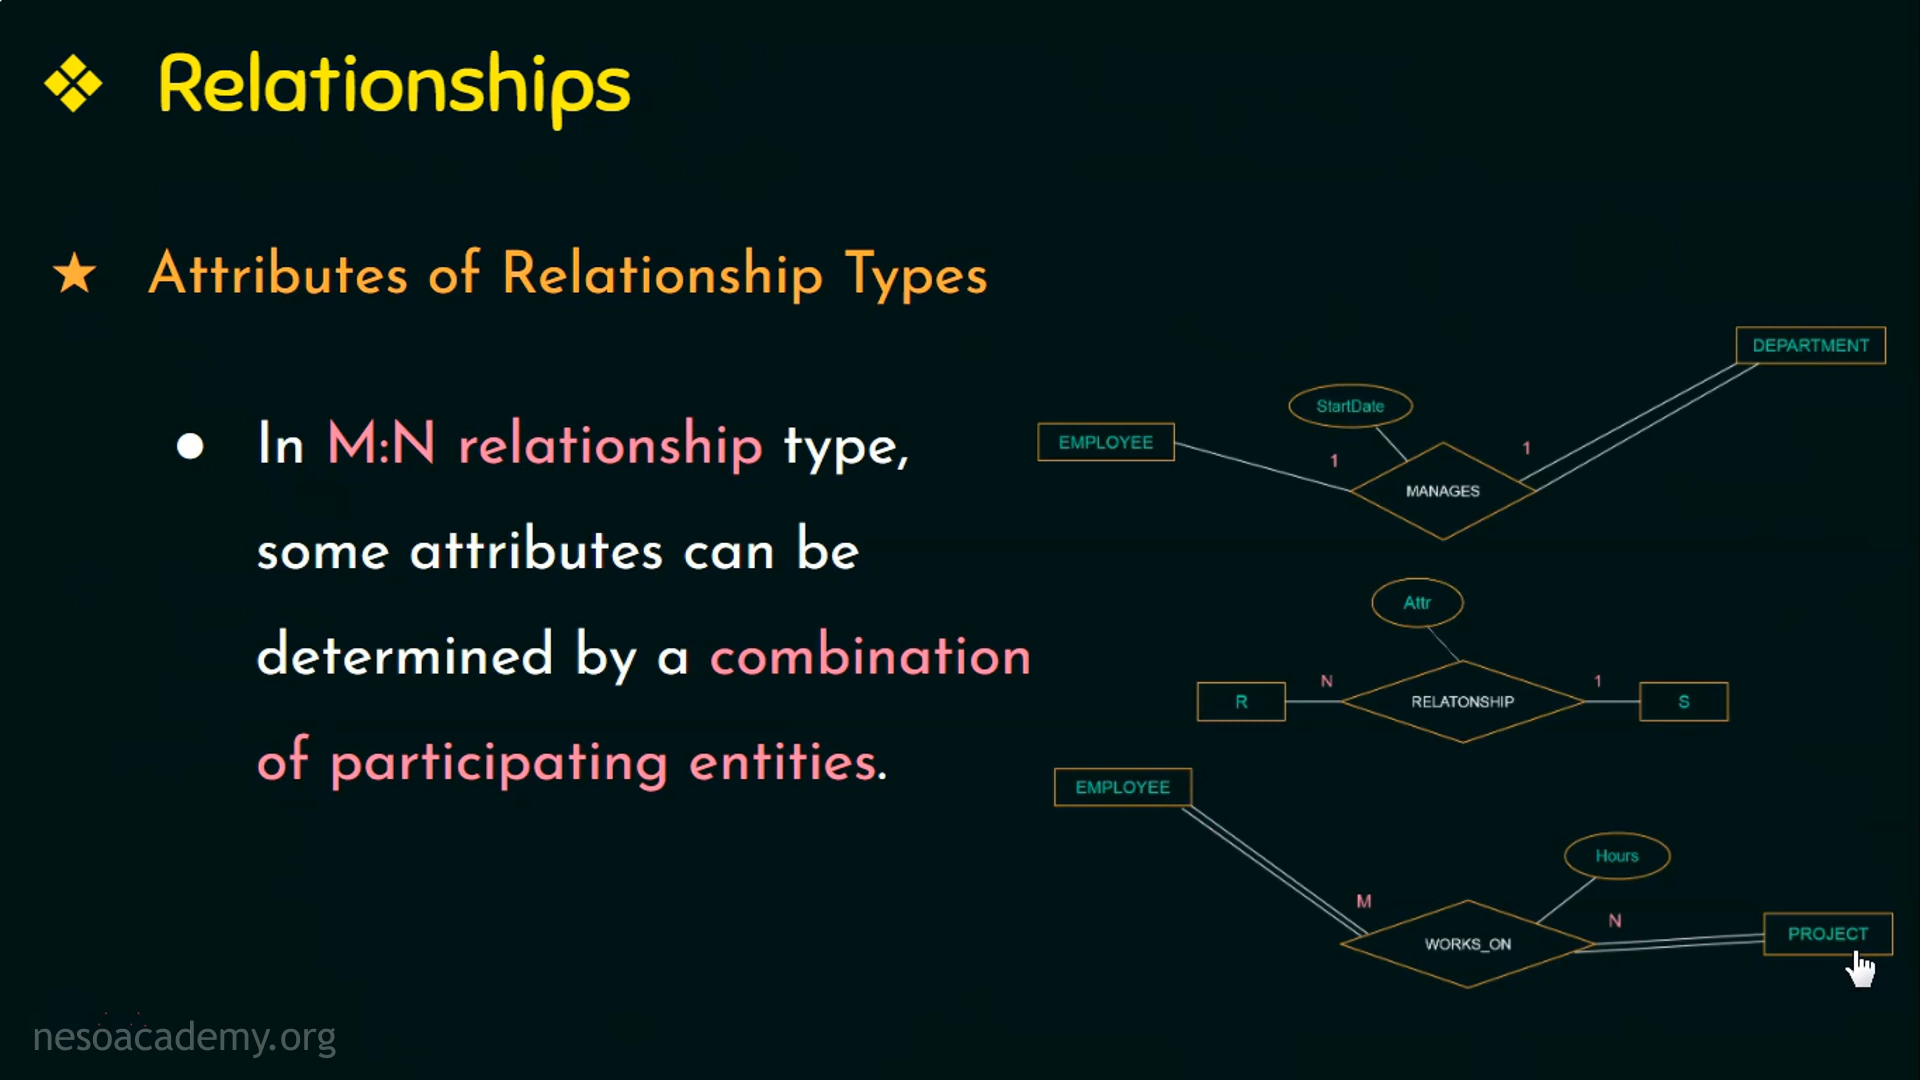 Relationships
Attributes of Relationship Types
In M:N relationship type,
some attributes can be
determined by a combination
of participating entities.
DEPARTMENT
StartDate
EMPLOYEE
1
1
MANAGES
Attr
N
1
R
RELATONSHIP
S
EMPLOYEE
Hours
M
N
WORKS_ON
PROJECT
nesoacademy.org